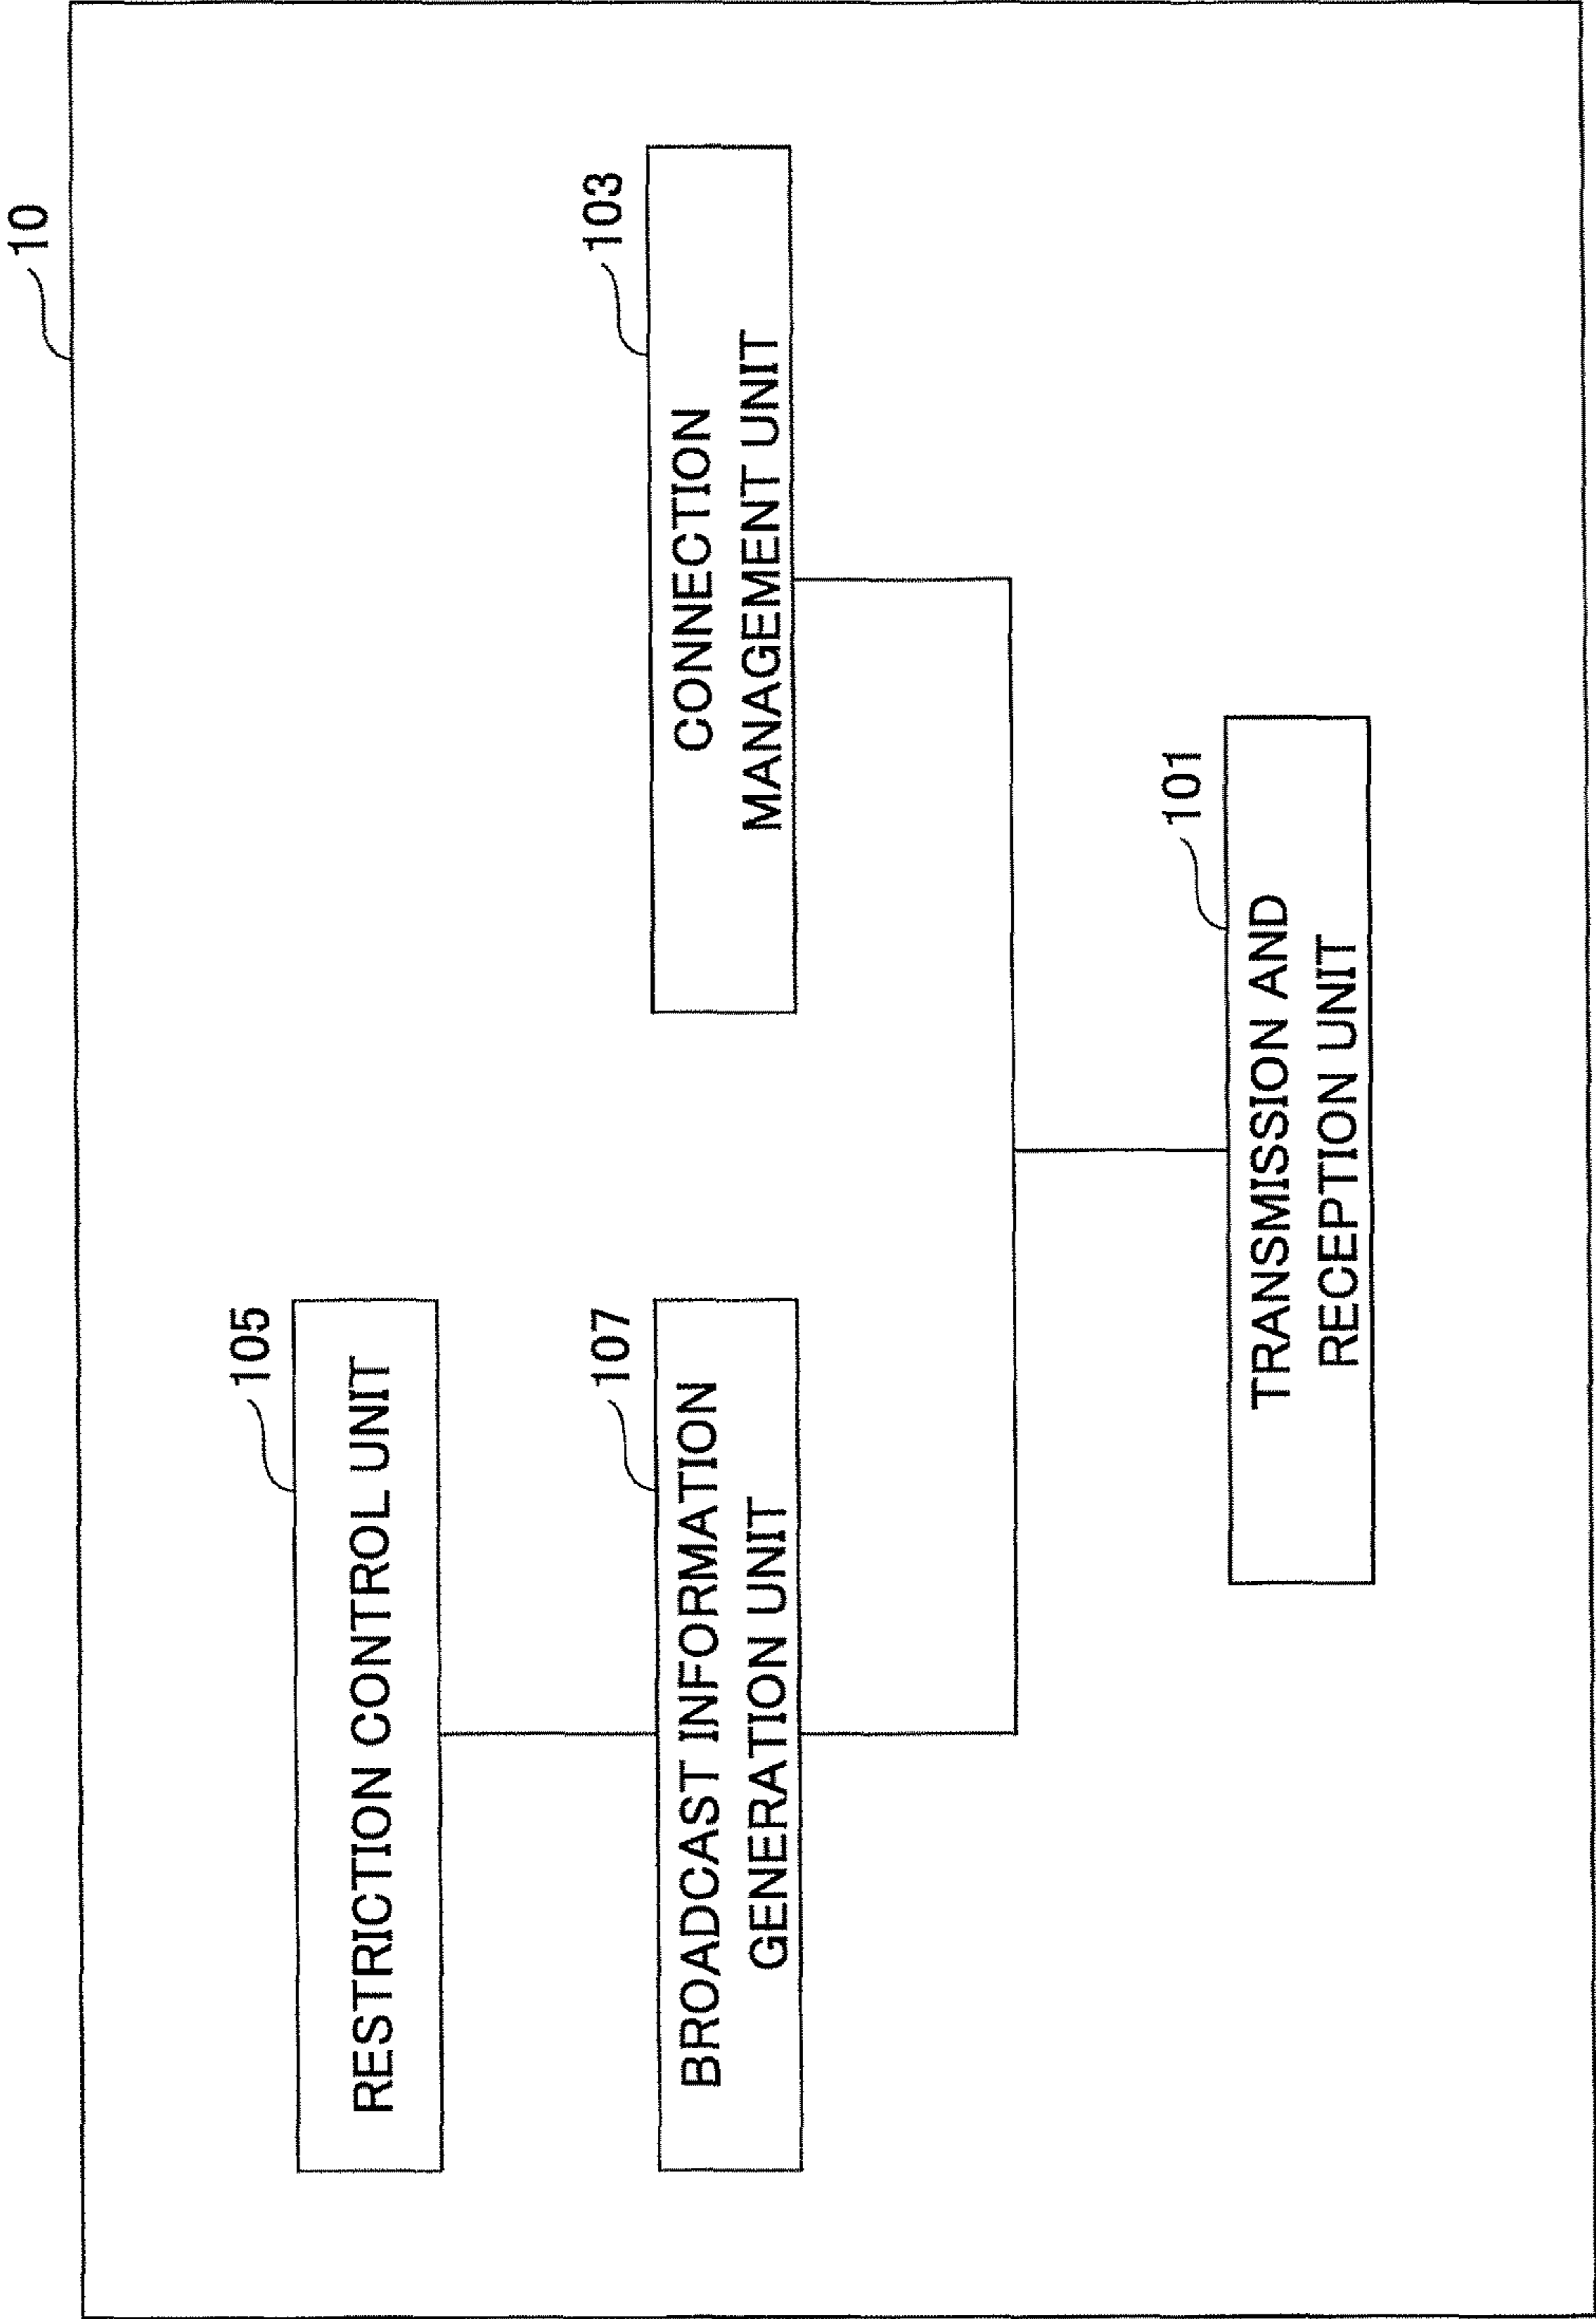 10
105
RESTRICTION CONTROL UNIT
107
BROADCAST INFORMATION
GENERATION UNIT
103
CONNECTION
MANAGEMENT UNIT
101
TRANSMISSION AND
RECEPTION UNIT